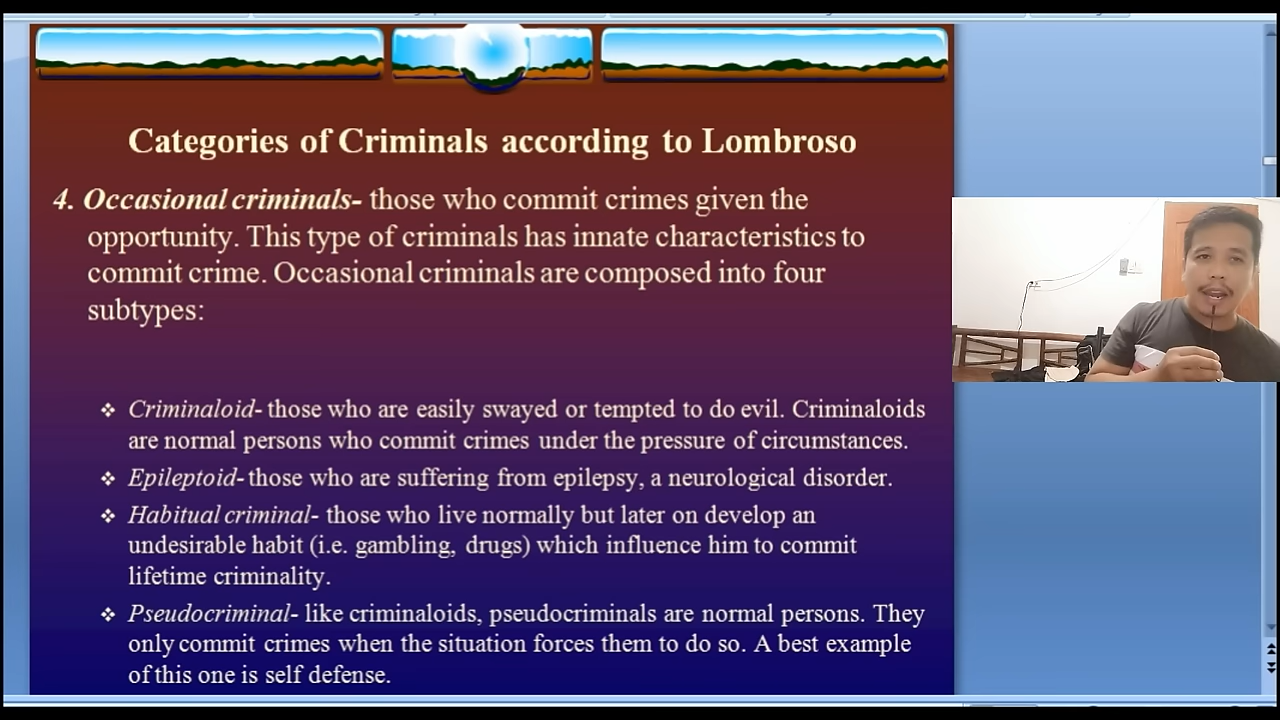 Categories of Criminals according to Lombroso
4. Occasional criminals- those who commit crimes given the
opportunity. This type of criminals has innate characteristics to
commit crime. Occasional criminals are composed into four
subtypes:
❖ Criminaloid- those who are easily swayed or tempted to do evil. Criminaloids
are normal persons who commit crimes under the pressure of circumstances.
❖ Epileptoid- those who are suffering from epilepsy, a neurological disorder.
❖ Habitual criminal- those who live normally but later on develop an
undesirable habit (i.e. gambling, drugs) which influence him to commit
lifetime criminality.
❖ Pseudocriminal- like criminaloids, pseudocriminals are normal persons. They
only commit crimes when the situation forces them to do so. A best example
of this one is self defense.